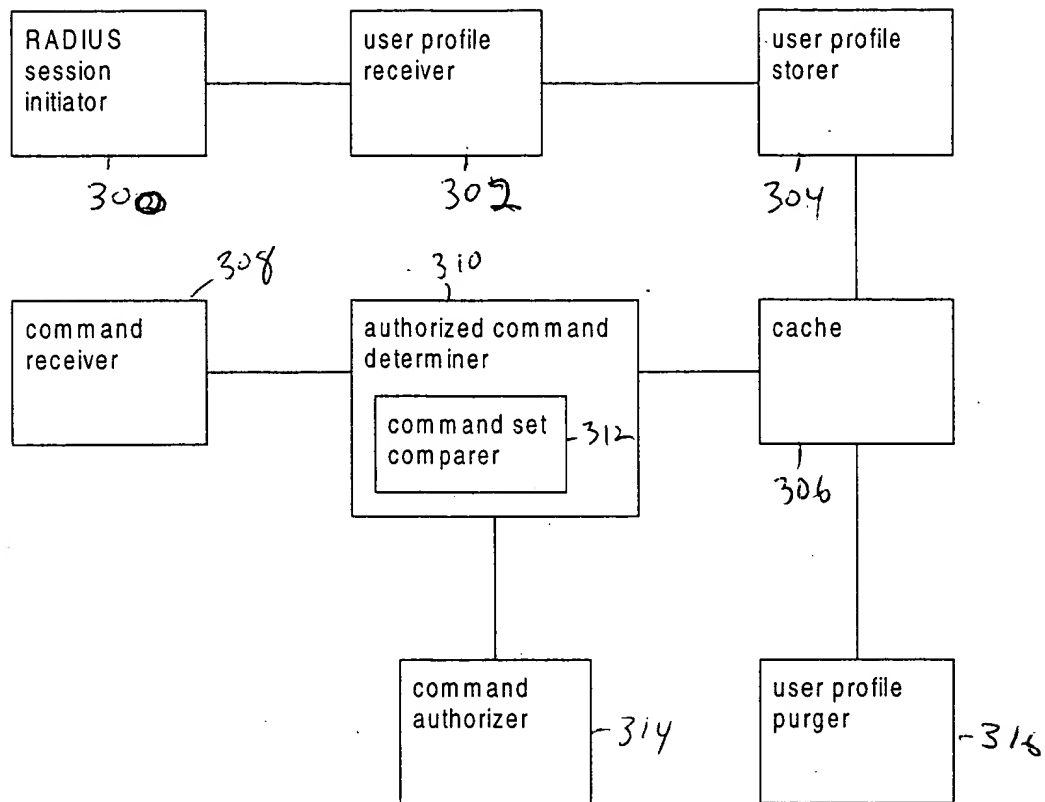 RADIUS
session
initiator
user profile
receiver
user profile
storer
300
302
304
308
310
command
receiver
authorized command
determiner
cache
command set
comparer
312
306
command
authorizer
314
user profile
purger
316